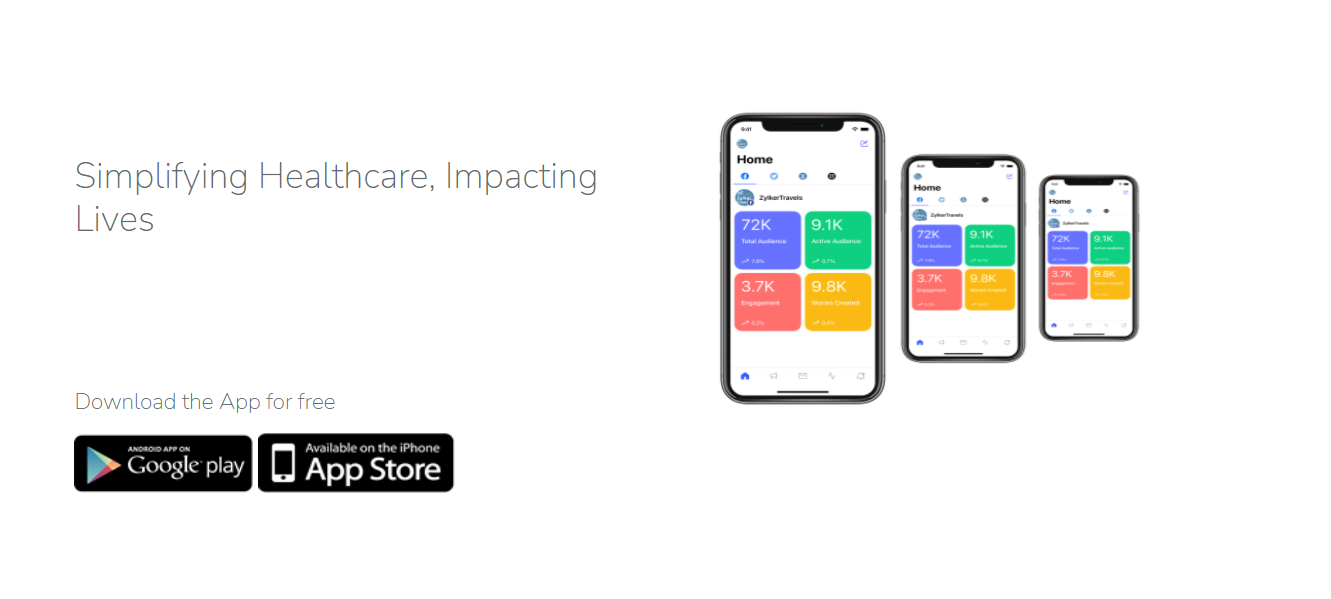 Simplifying Healthcare, Impacting
Lives
Download the App for free
ANDROID APP ON
Google play
Available on the iPhone
App Store
9:41
Home
ZylkerTravels
72K
Total Audience
7.0%
9.1K
Active Audience
0.7%
3.7K
Engagement
0.2%
9.8K
Stories Created
0.4%
9:41
Home
ZylkerTravels
72K
Total Audience
9.1K
Active Audience
3.7K
Engagement
9.8K
Stories Created
Home
ZylkerTravels
72K
Total Audience
9.1K
Active Audience
3.7K
Engagement
9.8K
Stories Created